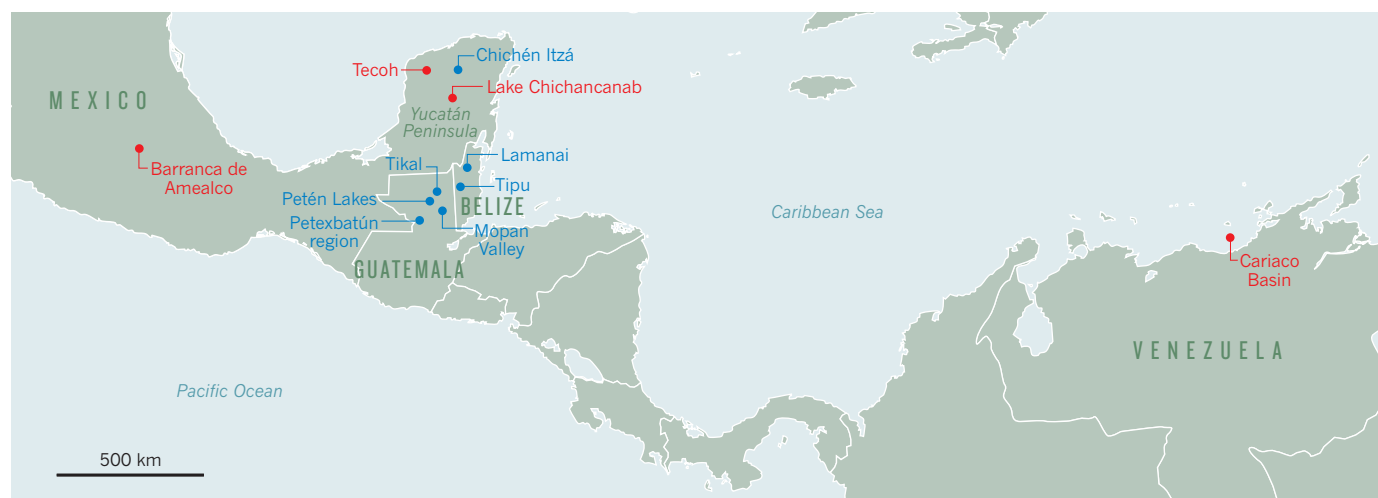 Chichén Itzá
Tecoh
Lake Chichancanab
MEXICO
Yucatán
Peninsula
Barranca de
Amealco
Lamanai
Tikal
Tipu
Petén Lakes
BELIZE
Petexbatún
region
Mopan
Valley
GUATEMALA
Caribbean Sea
Cariaco
Basin
VENEZUELA
Pacific Ocean
500 km